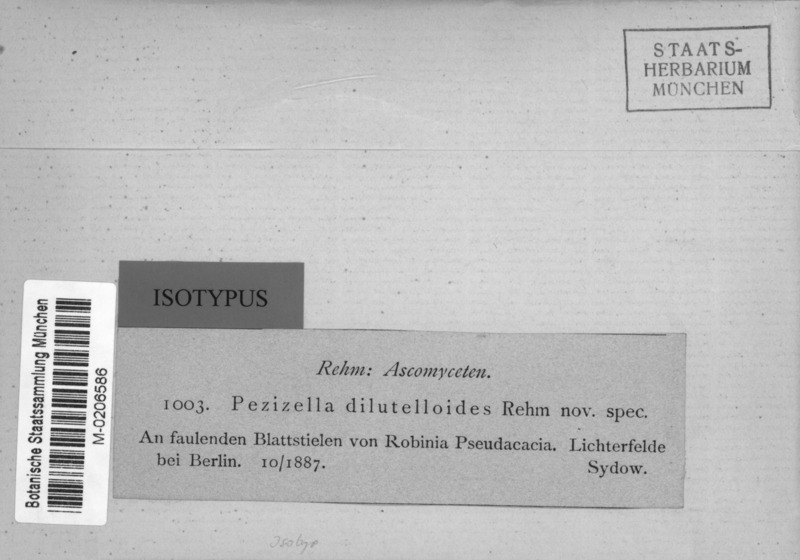 STAATS-
HERBARIUM
MÜNCHEN
ISOTYPUS
Rehm: Ascomyceten.
1003. Pezizella dilutelloides Rehm nov. spec.
An faulenden Blattstielen von Robinia Pseudacacia. Lichterfelde
bei Berlin. 10/1887. Sydow.
Botanische Staatssammlung München
M-0206586
Isotype